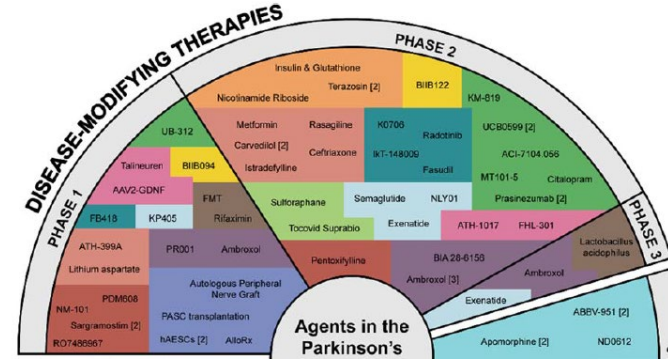 DISEASE-MODIFYING THERAPIES
PHASE 1
PHASE 2
PHASE 3
UB-312
Talineuren
BIIB094
AAV2-GDNF
FMT
Rifaximin
FB418
KP405
ATH-399A
Lithium aspartate
PR001
Ambroxol
PDM608
NM-101
Sargramostim [2]
RO7486967
Autologous Peripheral
Nerve Graft
PASC transplantation
hAESCs [2]
AlloRx
Insulin & Glutathione
Terazosin [2]
Nicotinamide Riboside
BIIB122
KM-819
UCB0599 [2]
ACI-7104.056
MT101-5
Citalopram
Prasinezumab [2]
Metformin
Rasagiline
Carvedilol [2]
Ceftriaxone
Istradefylline
K0706
Radotinib
IkT-148009
Fasudil
Sulforaphane
Tocovid Suprabio
Semaglutide
NLY01
Exenatide
ATH-1017
FHL-301
Pentoxifylline
BIA 28-6156
Ambroxol [3]
Lactobacillus
acidophilus
Ambroxol
Exenatide
ABBV-951 [2]
Apomorphine [2]
ND0612
Agents in the
Parkinson's